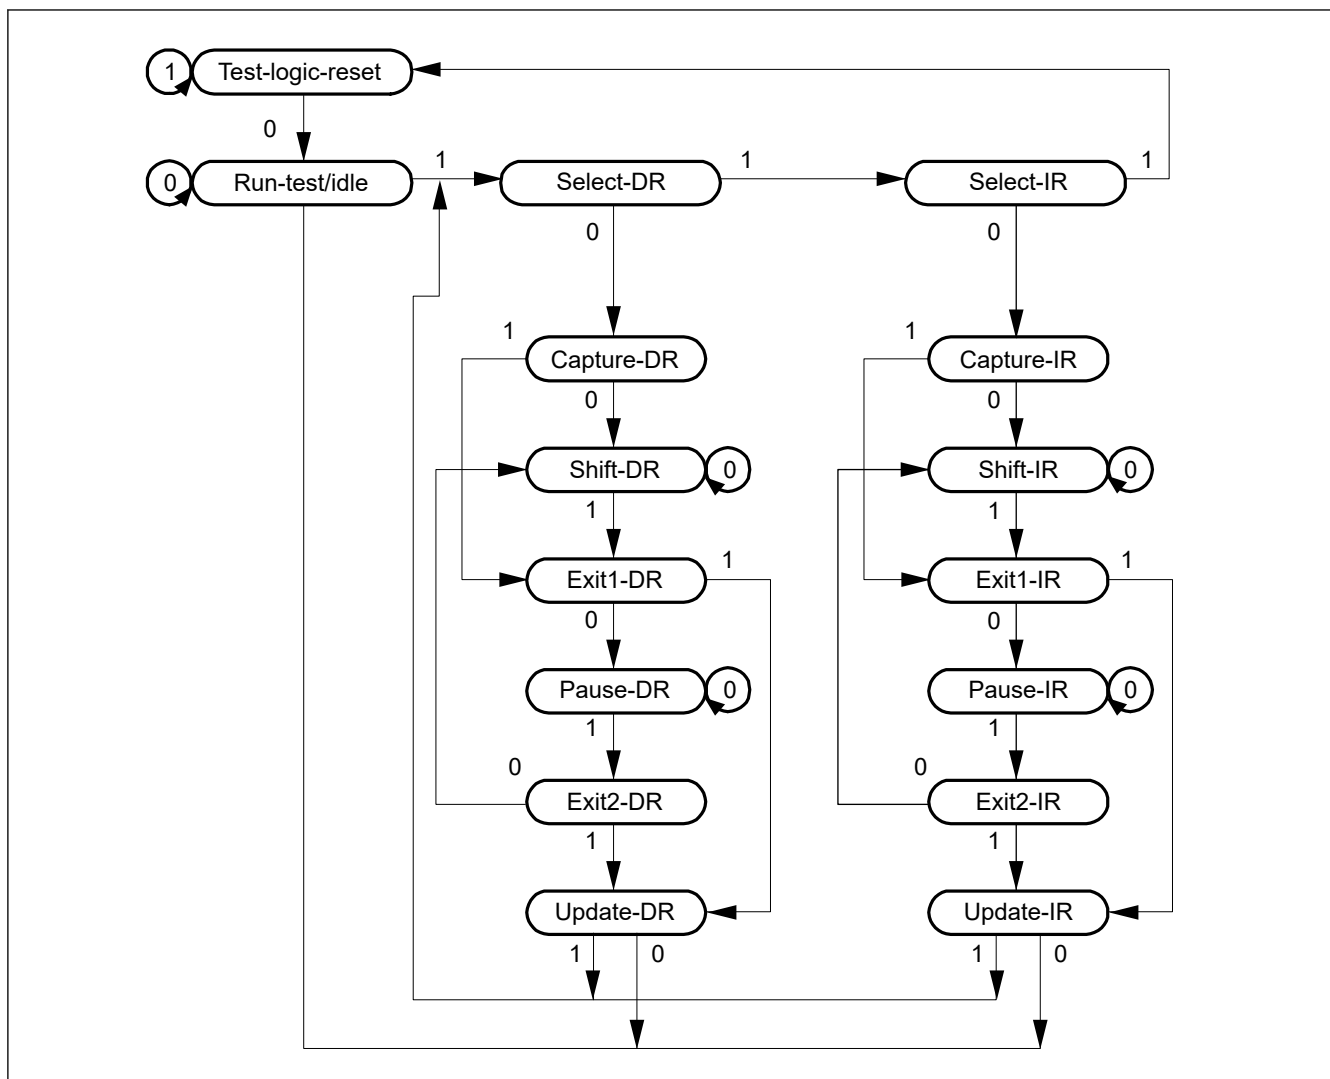 1
Test-logic-reset
0
0
Run-test/idle
1
Select-DR
1
Select-IR
1
0
0
1
Capture-DR
1
Capture-IR
0
0
Shift-DR
0
Shift-IR
0
1
1
Exit1-DR
1
Exit1-IR
1
0
0
Pause-DR
0
Pause-IR
0
1
1
0
Exit2-DR
0
Exit2-IR
1
1
Update-DR
Update-IR
1
0
1
0